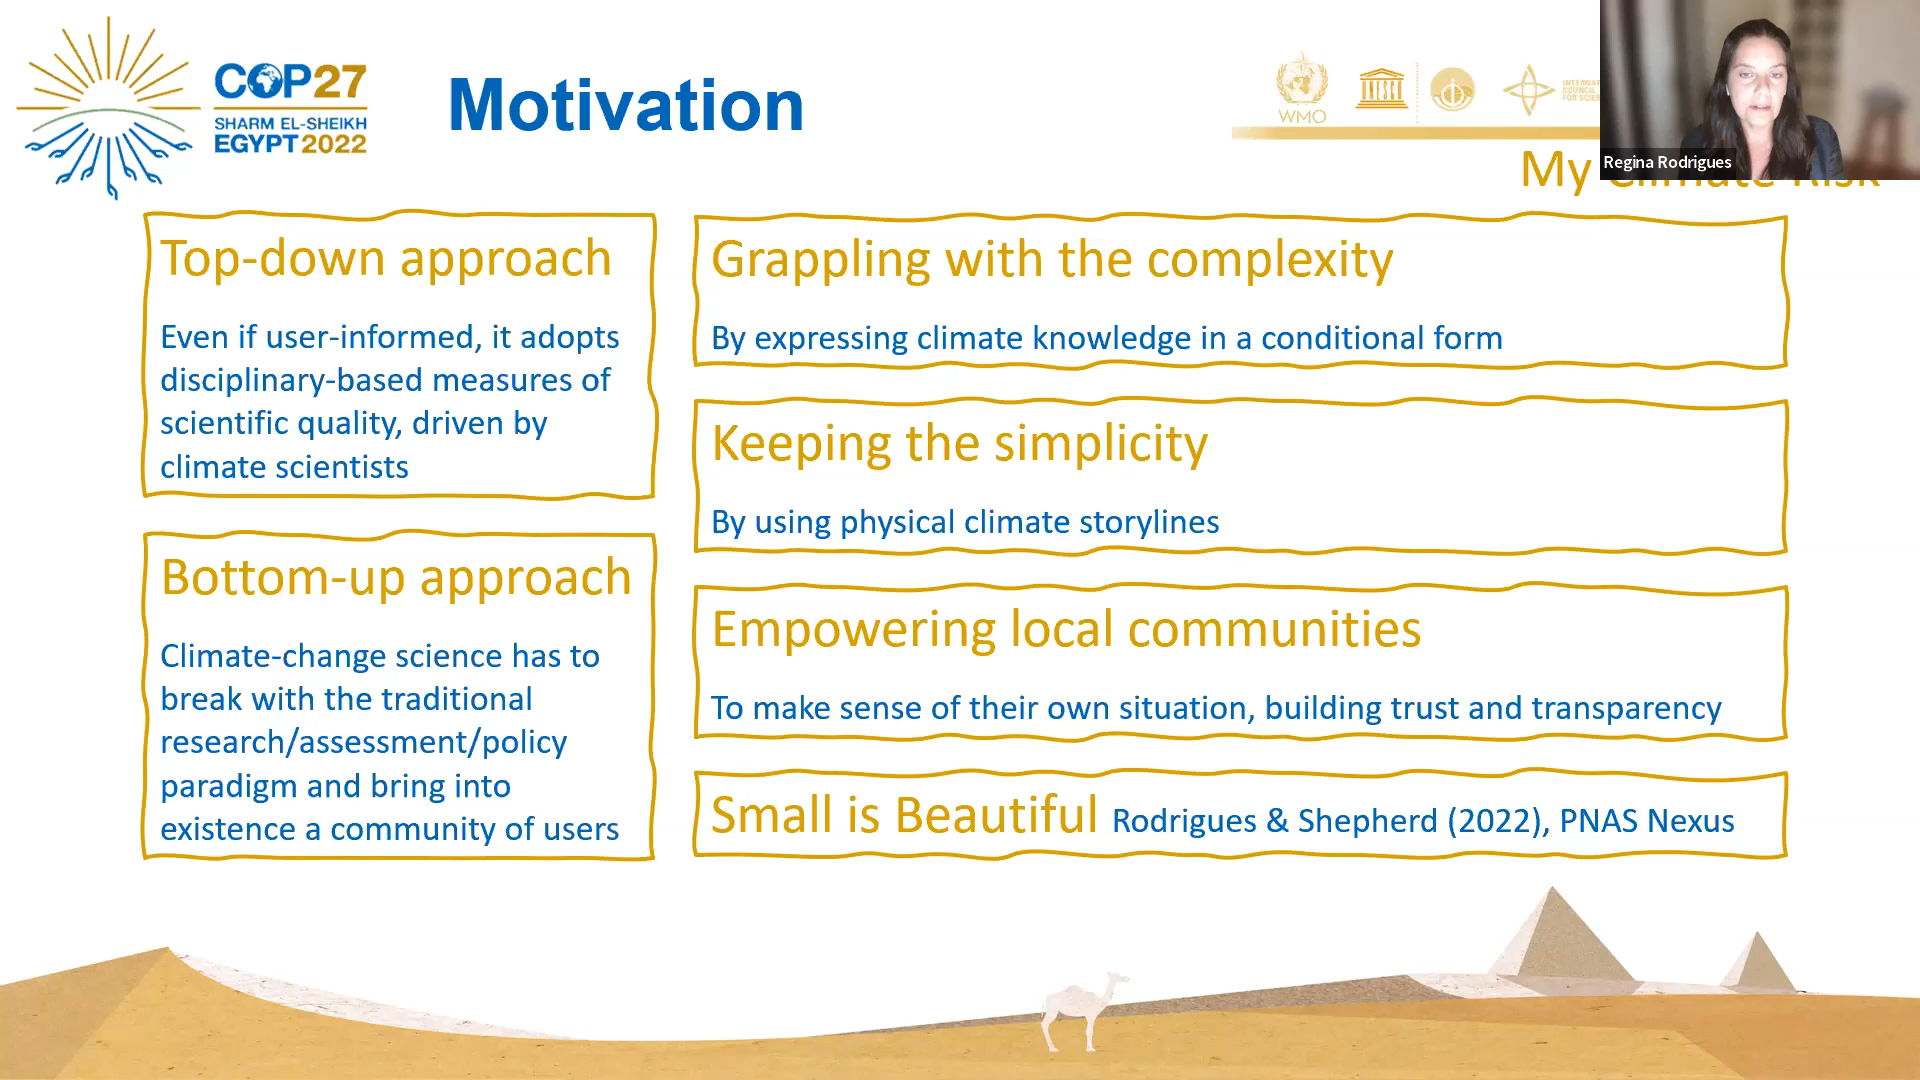 COP27
SHARM EL-SHEIKH
EGYPT 2022
Motivation
WMO
INTERNAT
COUNCIL
FOR SCIEN
Regina Rodrigues
My Climate Risk
Top-down approach
Even if user-informed, it adopts
disciplinary-based measures of
scientific quality, driven by
climate scientists
Bottom-up approach
Climate-change science has to
break with the traditional
research/assessment/policy
paradigm and bring into
existence a community of users
Grappling with the complexity
By expressing climate knowledge in a conditional form
Keeping the simplicity
By using physical climate storylines
Empowering local communities
To make sense of their own situation, building trust and transparency
Small is Beautiful Rodrigues & Shepherd (2022), PNAS Nexus